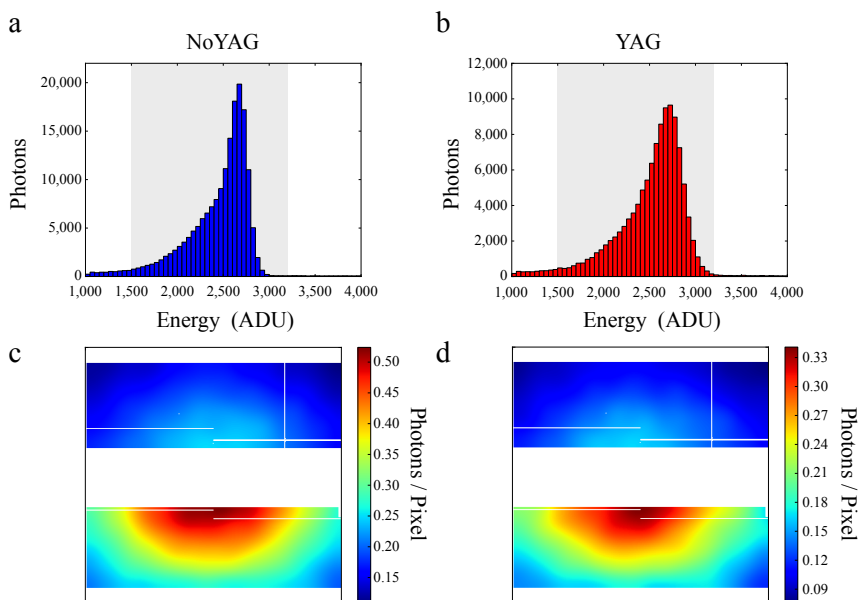 a
NoYAG
Photons
20,000
15,000
10,000
5,000
0
1,000 1,500 2,000 2,500 3,000 3,500 4,000
Energy (ADU)
b
YAG
Photons
12,000
10,000
8,000
6,000
4,000
2,000
0
1,000 1,500 2,000 2,500 3,000 3,500 4,000
Energy (ADU)
c
0.50
0.45
0.40
0.35
0.30
0.25
0.20
0.15
Photons / Pixel
d
0.33
0.30
0.27
0.24
0.21
0.18
0.15
0.12
0.09
Photons / Pixel